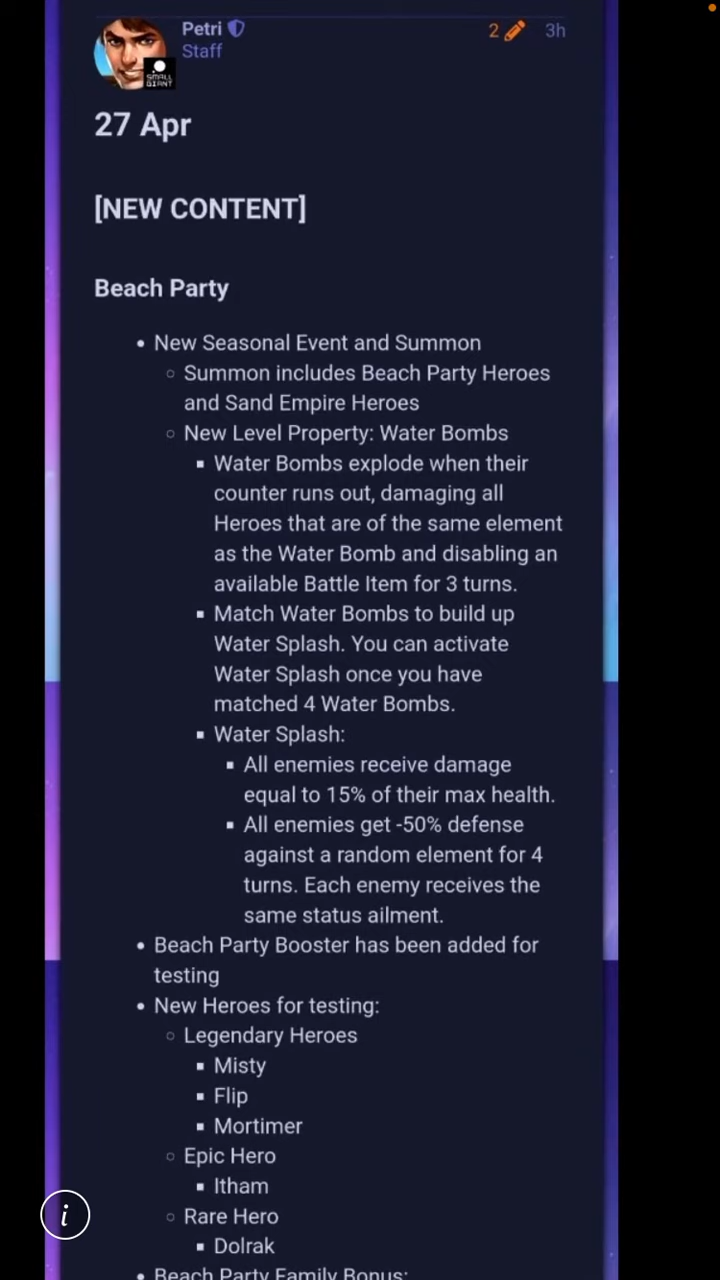 Petri
2
3h
Staff
SMALL GIANT
27 Apr
[NEW CONTENT]
Beach Party
• New Seasonal Event and Summon
○ Summon includes Beach Party Heroes
and Sand Empire Heroes
○ New Level Property: Water Bombs
▪ Water Bombs explode when their
counter runs out, damaging all
Heroes that are of the same element
as the Water Bomb and disabling an
available Battle Item for 3 turns.
▪ Match Water Bombs to build up
Water Splash. You can activate
Water Splash once you have
matched 4 Water Bombs.
▪ Water Splash:
▪ All enemies receive damage
equal to 15% of their max health.
▪ All enemies get -50% defense
against a random element for 4
turns. Each enemy receives the
same status ailment.
• Beach Party Booster has been added for
testing
• New Heroes for testing:
○ Legendary Heroes
▪ Misty
▪ Flip
▪ Mortimer
○ Epic Hero
▪ Itham
○ Rare Hero
▪ Dolrak
• Beach Party Family Bonus:
i